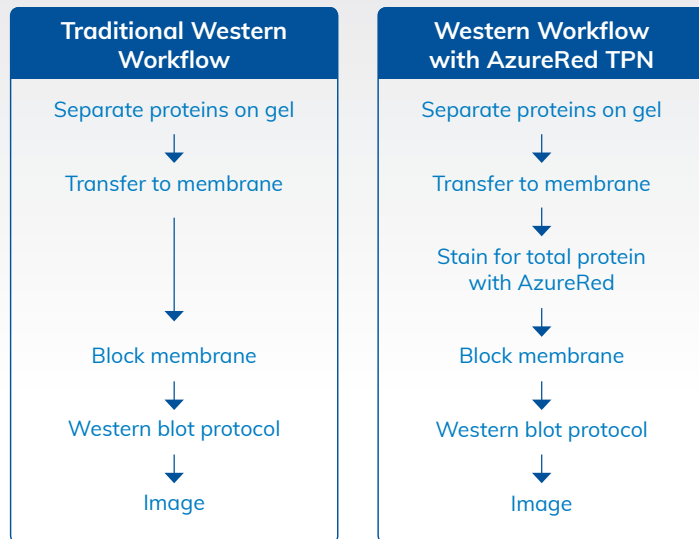 Traditional Western
Workflow
Separate proteins on gel
Transfer to membrane
Block membrane
Western blot protocol
Image
Western Workflow
with AzureRed TPN
Separate proteins on gel
Transfer to membrane
Stain for total protein
with AzureRed
Block membrane
Western blot protocol
Image